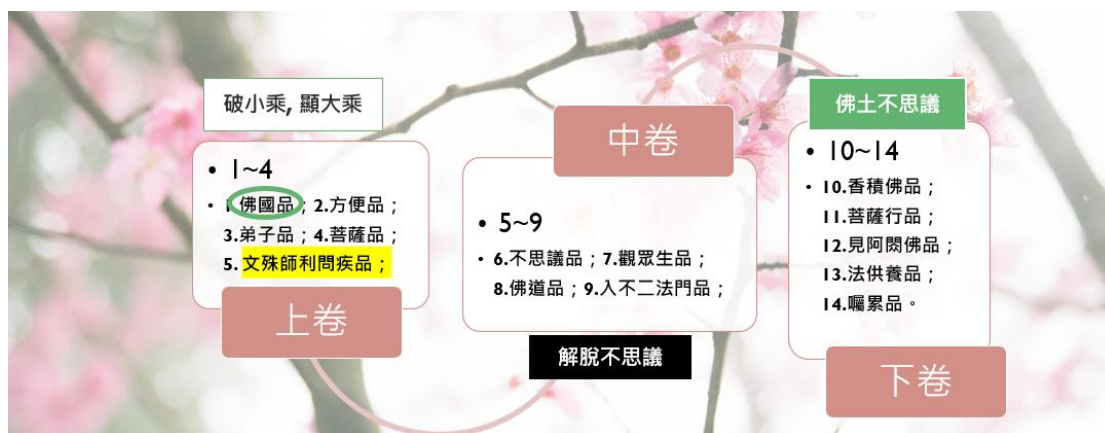 破小乘, 顯大乘
• 1~4
• 1.佛國品；2.方便品；
3.弟子品；4.菩薩品；
5. 文殊師利問疾品；
上卷
中卷
• 5~9
• 6.不思議品；7.觀眾生品；
8.佛道品；9.入不二法門品；
解脫不思議
佛土不思議
• 10~14
• 10.香積佛品；
11.菩薩行品；
12.見阿閦佛品；
13.法供養品；
14.囑累品。
下卷